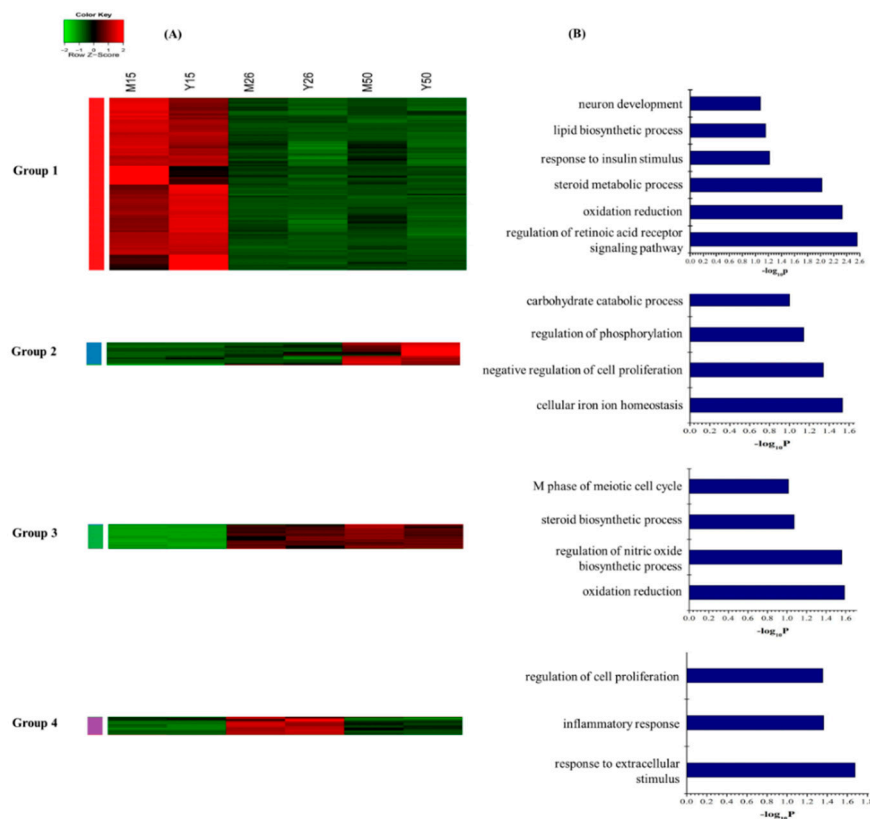 Color Key
-2 -1 0 1 2
Row Z-Score
(A)
(B)
M15 Y15 M26 Y26 M50 Y50
Group 1
neuron development
lipid biosynthetic process
response to insulin stimulus
steroid metabolic process
oxidation reduction
regulation of retinoic acid receptor
signaling pathway
0.0 0.2 0.4 0.6 0.8 1.0 1.2 1.4 1.6 1.8 2.0 2.2 2.4 2.6
-log10p
Group 2
carbohydrate catabolic process
regulation of phosphorylation
negative regulation of cell proliferation
cellular iron ion homeostasis
0.0 0.2 0.4 0.6 0.8 1.0 1.2 1.4 1.6
-log10P
Group 3
M phase of meiotic cell cycle
steroid biosynthetic process
regulation of nitric oxide
biosynthetic process
oxidation reduction
0.0 0.2 0.4 0.6 0.8 1.0 1.2 1.4 1.6
-log10P
Group 4
regulation of cell proliferation
inflammatory response
response to extracellular
stimulus
0.0 0.2 0.4 0.6 0.8 1.0 1.2 1.4 1.6 1.8
-log10P